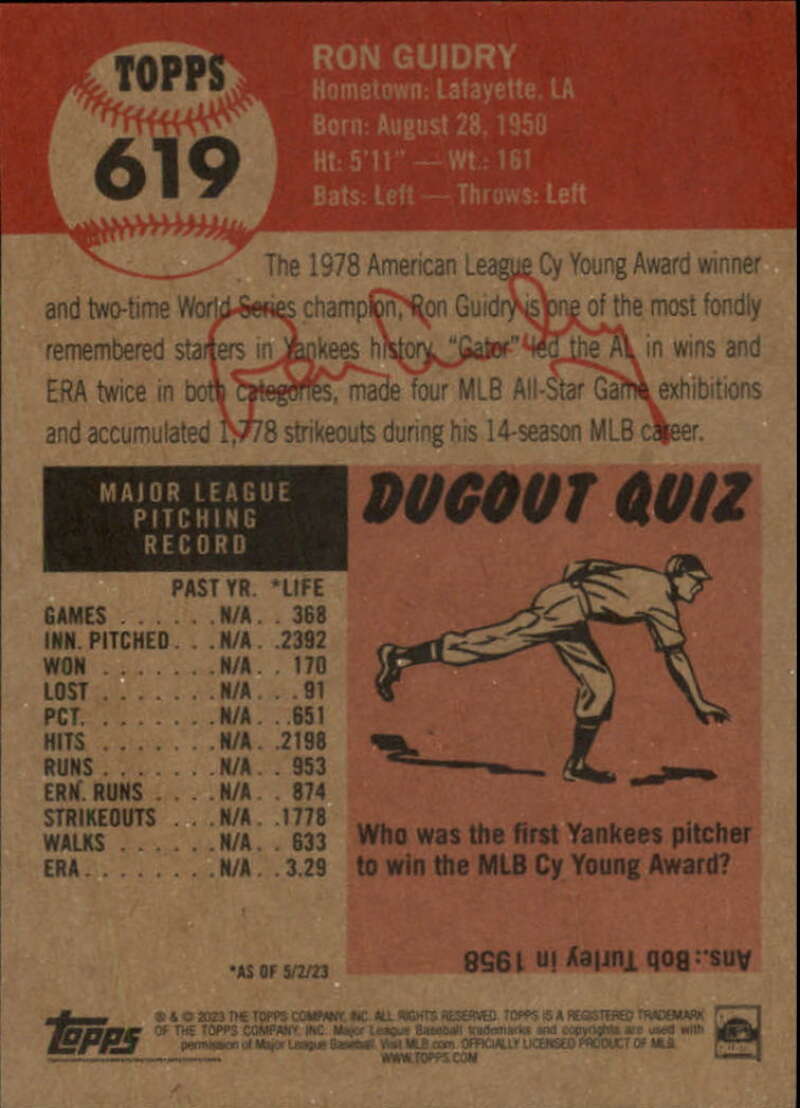 TOPPS
619
RON GUIDRY
Hometown: Lafayette, LA
Born: August 28, 1950
Ht: 5'11" — Wt.: 161
Bats: Left — Throws: Left
The 1978 American League Cy Young Award winner
and two-time World Series champion, Ron Guidry is one of the most fondly
remembered starters in Yankees history. "Gator" led the AL in wins and
ERA twice in both categories, made four MLB All-Star Game exhibitions
and accumulated 1,778 strikeouts during his 14-season MLB career.
Ron Guidry
MAJOR LEAGUE
PITCHING
RECORD
PAST YR. *LIFE
GAMES . . . . . . N/A . . 368
INN. PITCHED . . . N/A . . 2392
WON . . . . . . . N/A . . 170
LOST . . . . . . . N/A . . . 91
PCT. . . . . . . . N/A . . .651
HITS . . . . . . . N/A . . 2198
RUNS . . . . . . . N/A . . 953
ERN. RUNS . . . . N/A . . 874
STRIKEOUTS . . . N/A . . 1778
WALKS . . . . . . N/A . . 633
ERA . . . . . . . . N/A . . 3.29
*AS OF 5/2/23
DUGOUT QUIZ
Who was the first Yankees pitcher
to win the MLB Cy Young Award?
Ans.: Bob Turley in 1958
Topps
® & © 2023 THE TOPPS COMPANY, INC. ALL RIGHTS RESERVED. TOPPS IS A REGISTERED TRADEMARK
OF THE TOPPS COMPANY, INC. Major League Baseball trademarks and copyrights are used with
permission of Major League Baseball. Visit MLB.com. OFFICIALLY LICENSED PRODUCT OF MLB.
WWW.TOPPS.COM